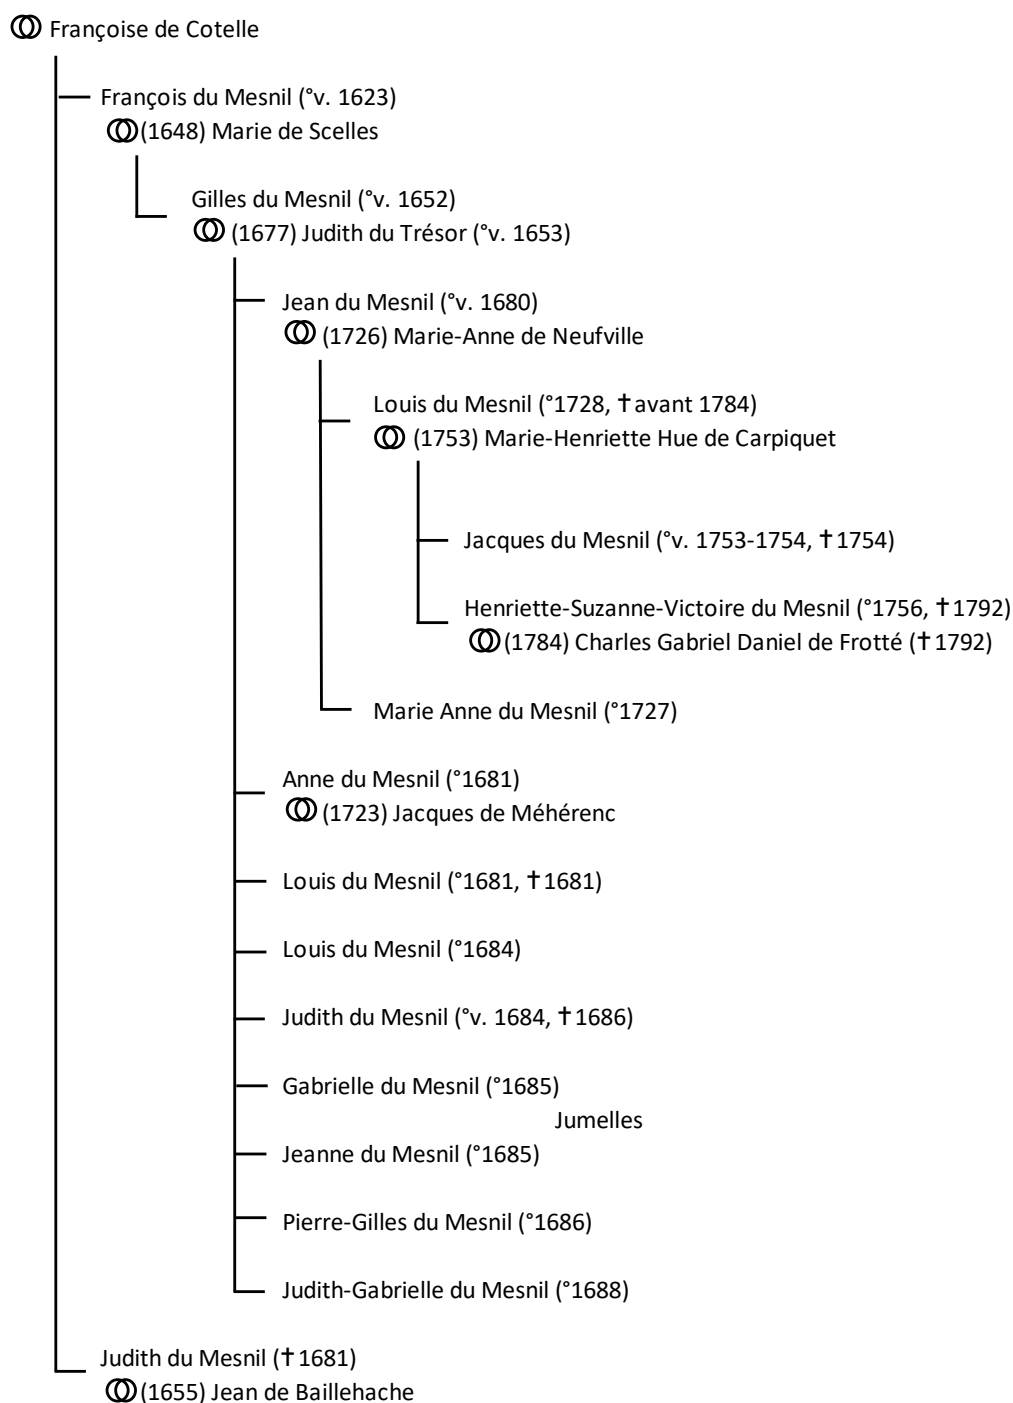 Françoise de Cotelle
François du Mesnil (°v. 1623)
(1648) Marie de Scelles
Gilles du Mesnil (°v. 1652)
(1677) Judith du Trésor (°v. 1653)
Jean du Mesnil (°v. 1680)
(1726) Marie-Anne de Neufville
Louis du Mesnil (°1728, †avant 1784)
(1753) Marie-Henriette Hue de Carpiquet
Jacques du Mesnil (°v. 1753-1754, †1754)
Henriette-Suzanne-Victoire du Mesnil (°1756, †1792)
(1784) Charles Gabriel Daniel de Frotté (†1792)
Marie Anne du Mesnil (°1727)
Anne du Mesnil (°1681)
(1723) Jacques de Méhérenc
Louis du Mesnil (°1681, †1681)
Louis du Mesnil (°1684)
Judith du Mesnil (°v. 1684, †1686)
Gabrielle du Mesnil (°1685)
Jumelles
Jeanne du Mesnil (°1685)
Pierre-Gilles du Mesnil (°1686)
Judith-Gabrielle du Mesnil (°1688)
Judith du Mesnil (†1681)
(1655) Jean de Baillehache